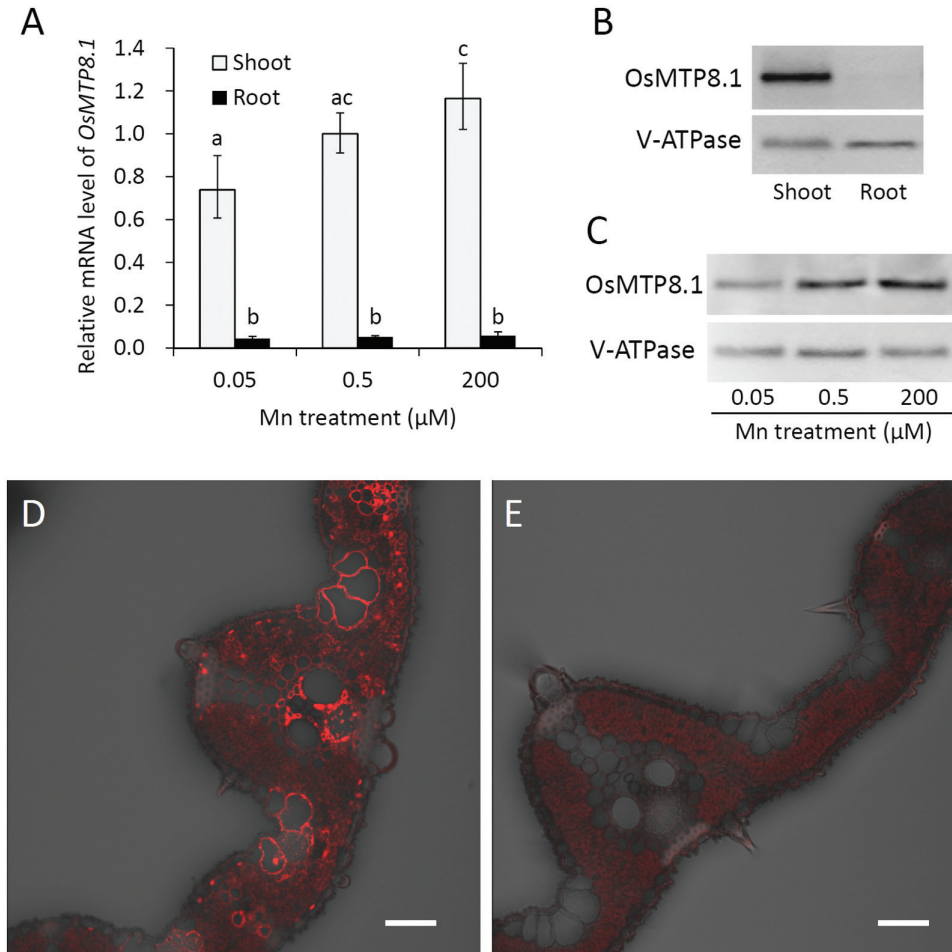 A
Relative mRNA level of OsMTP8.1
1.4
1.2
1.0
0.8
0.6
0.4
0.2
0.0
Shoot
Root
a
b
ac
b
c
b
0.05
0.5
200
Mn treatment (µM)
B
OsMTP8.1
V-ATPase
Shoot
Root
C
OsMTP8.1
V-ATPase
0.05
0.5
200
Mn treatment (µM)
D
E